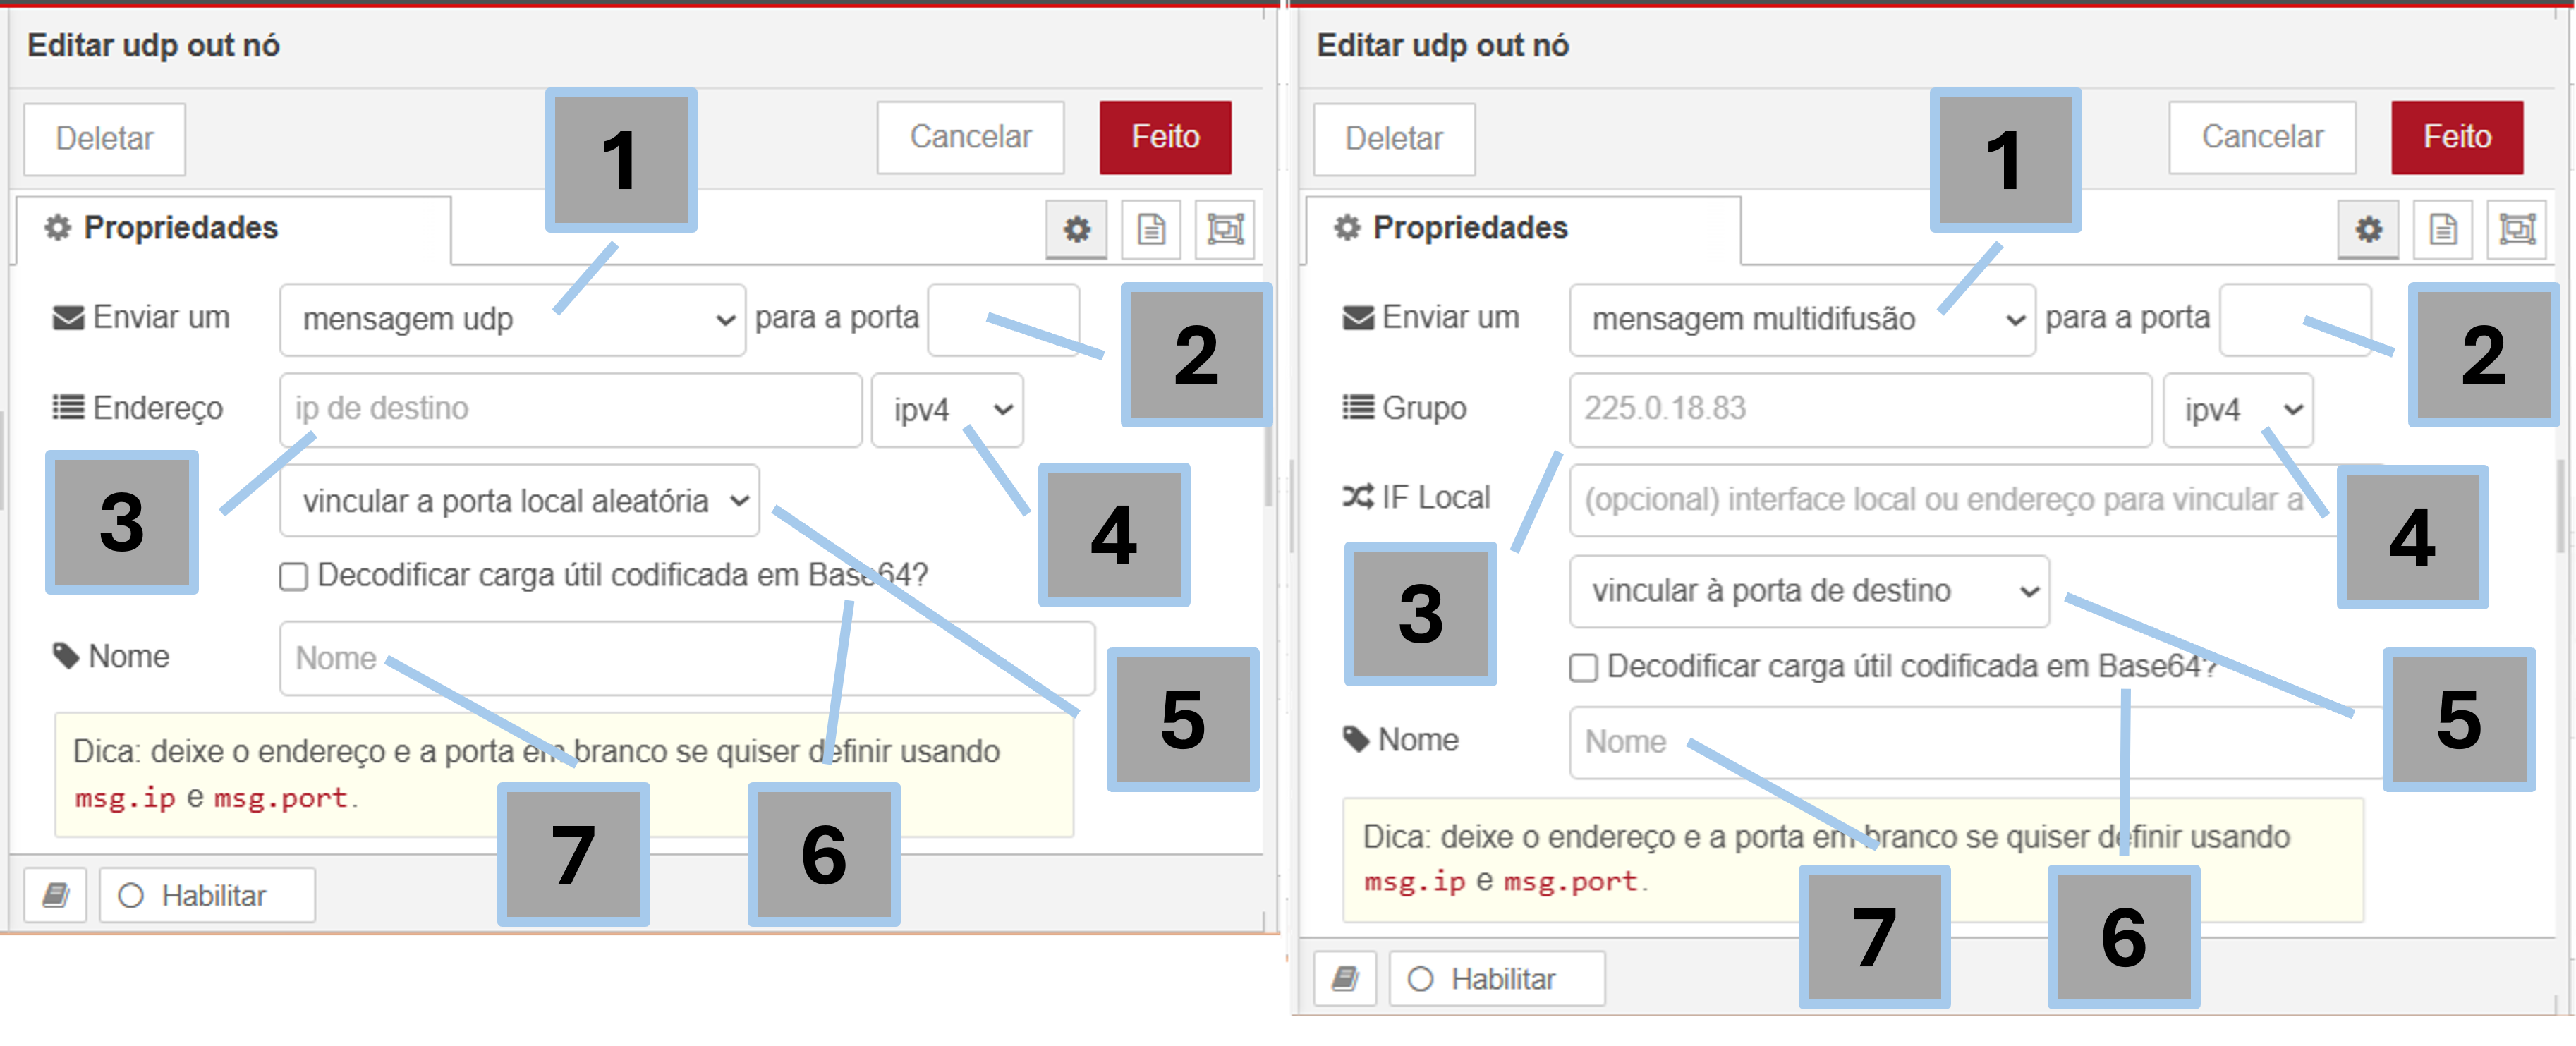 Editar udp out nó
Deletar
1
Cancelar
Feito
Propriedades
Enviar um
mensagem udp
para a porta
2
Endereço
ip de destino
ipv4
3
vincular a porta local aleatória
4
Decodificar carga útil codificada em Base64?
Nome
Nome
5
Dica: deixe o endereço e a porta em branco se quiser definir usando
msg.ip e msg.port.
7
6
Habilitar
Editar udp out nó
Deletar
1
Cancelar
Feito
Propriedades
Enviar um
mensagem multidifusão
para a porta
2
Grupo
225.0.18.83
ipv4
IF Local
(opcional) interface local ou endereço para vincular a
4
3
vincular à porta de destino
Decodificar carga útil codificada em Base64?
5
Nome
Nome
Dica: deixe o endereço e a porta em branco se quiser definir usando
msg.ip e msg.port.
7
6
Habilitar